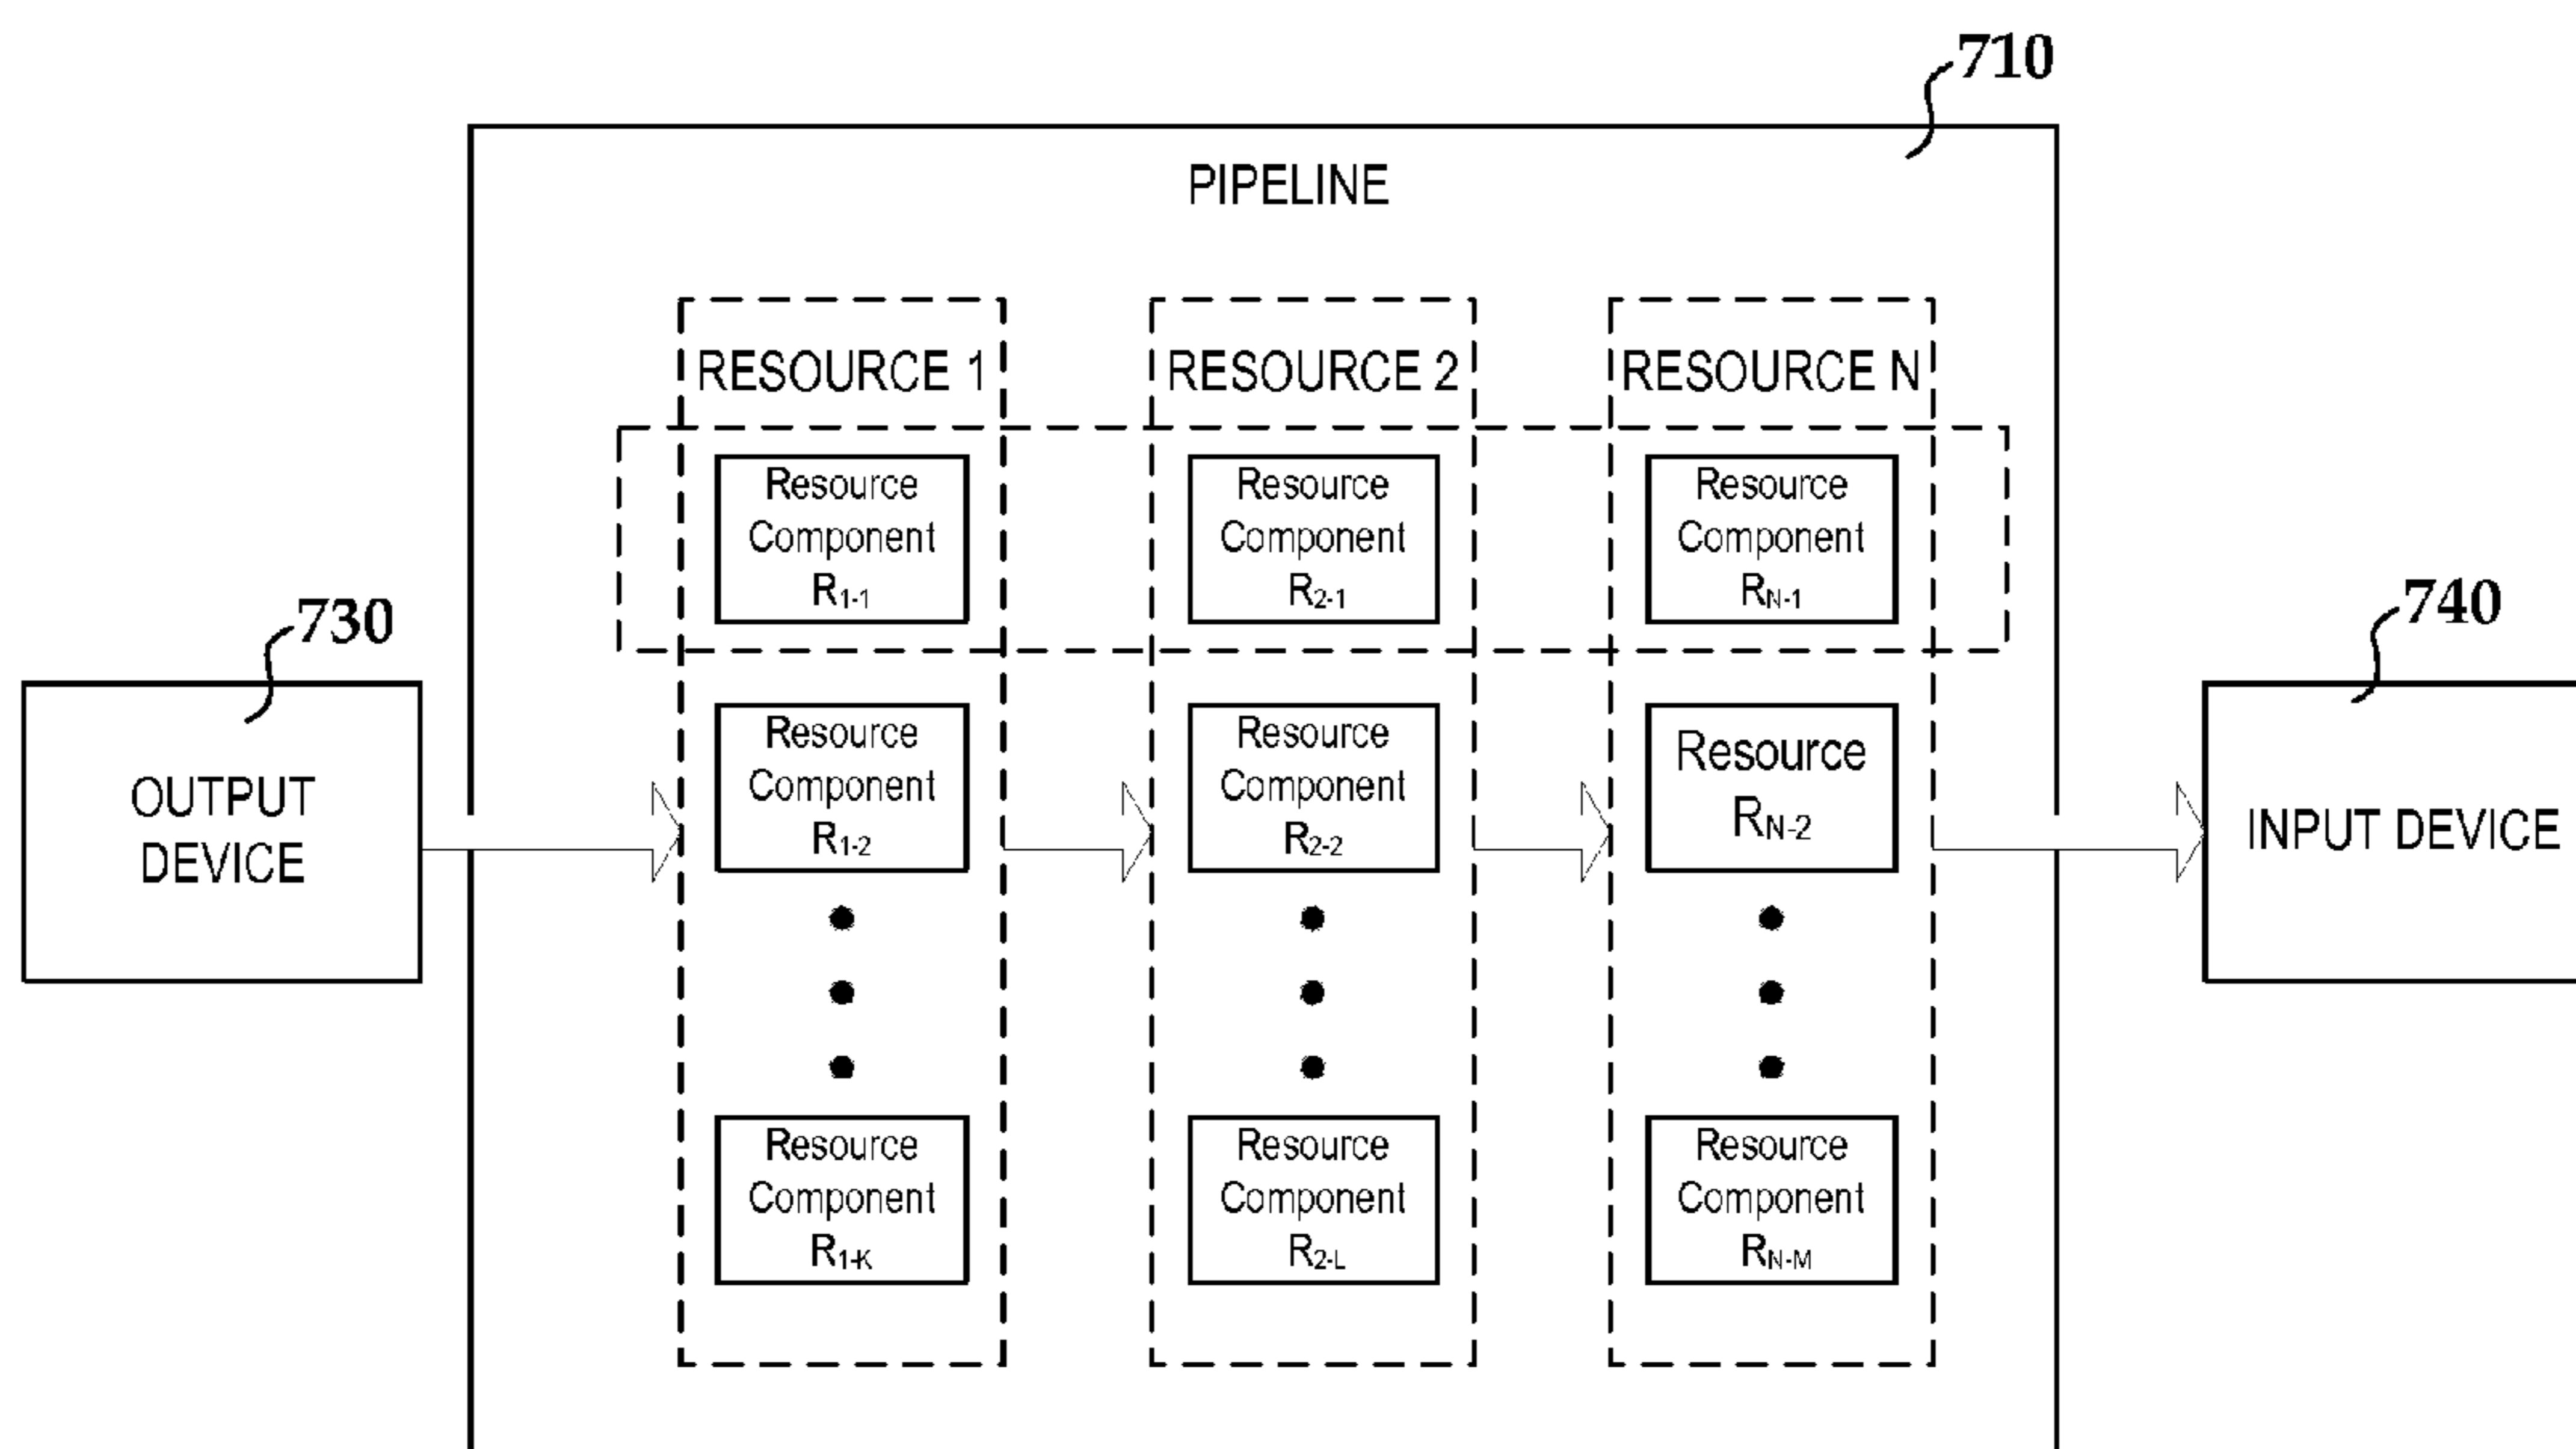 710
PIPELINE
RESOURCE 1
RESOURCE 2
RESOURCE N
Resource
Component
R1-1
Resource
Component
R2-1
Resource
Component
RN-1
730
740
OUTPUT
DEVICE
Resource
Component
R1-2
Resource
Component
R2-2
Resource
RN-2
INPUT DEVICE
Resource
Component
R1-K
Resource
Component
R2-L
Resource
Component
RN-M